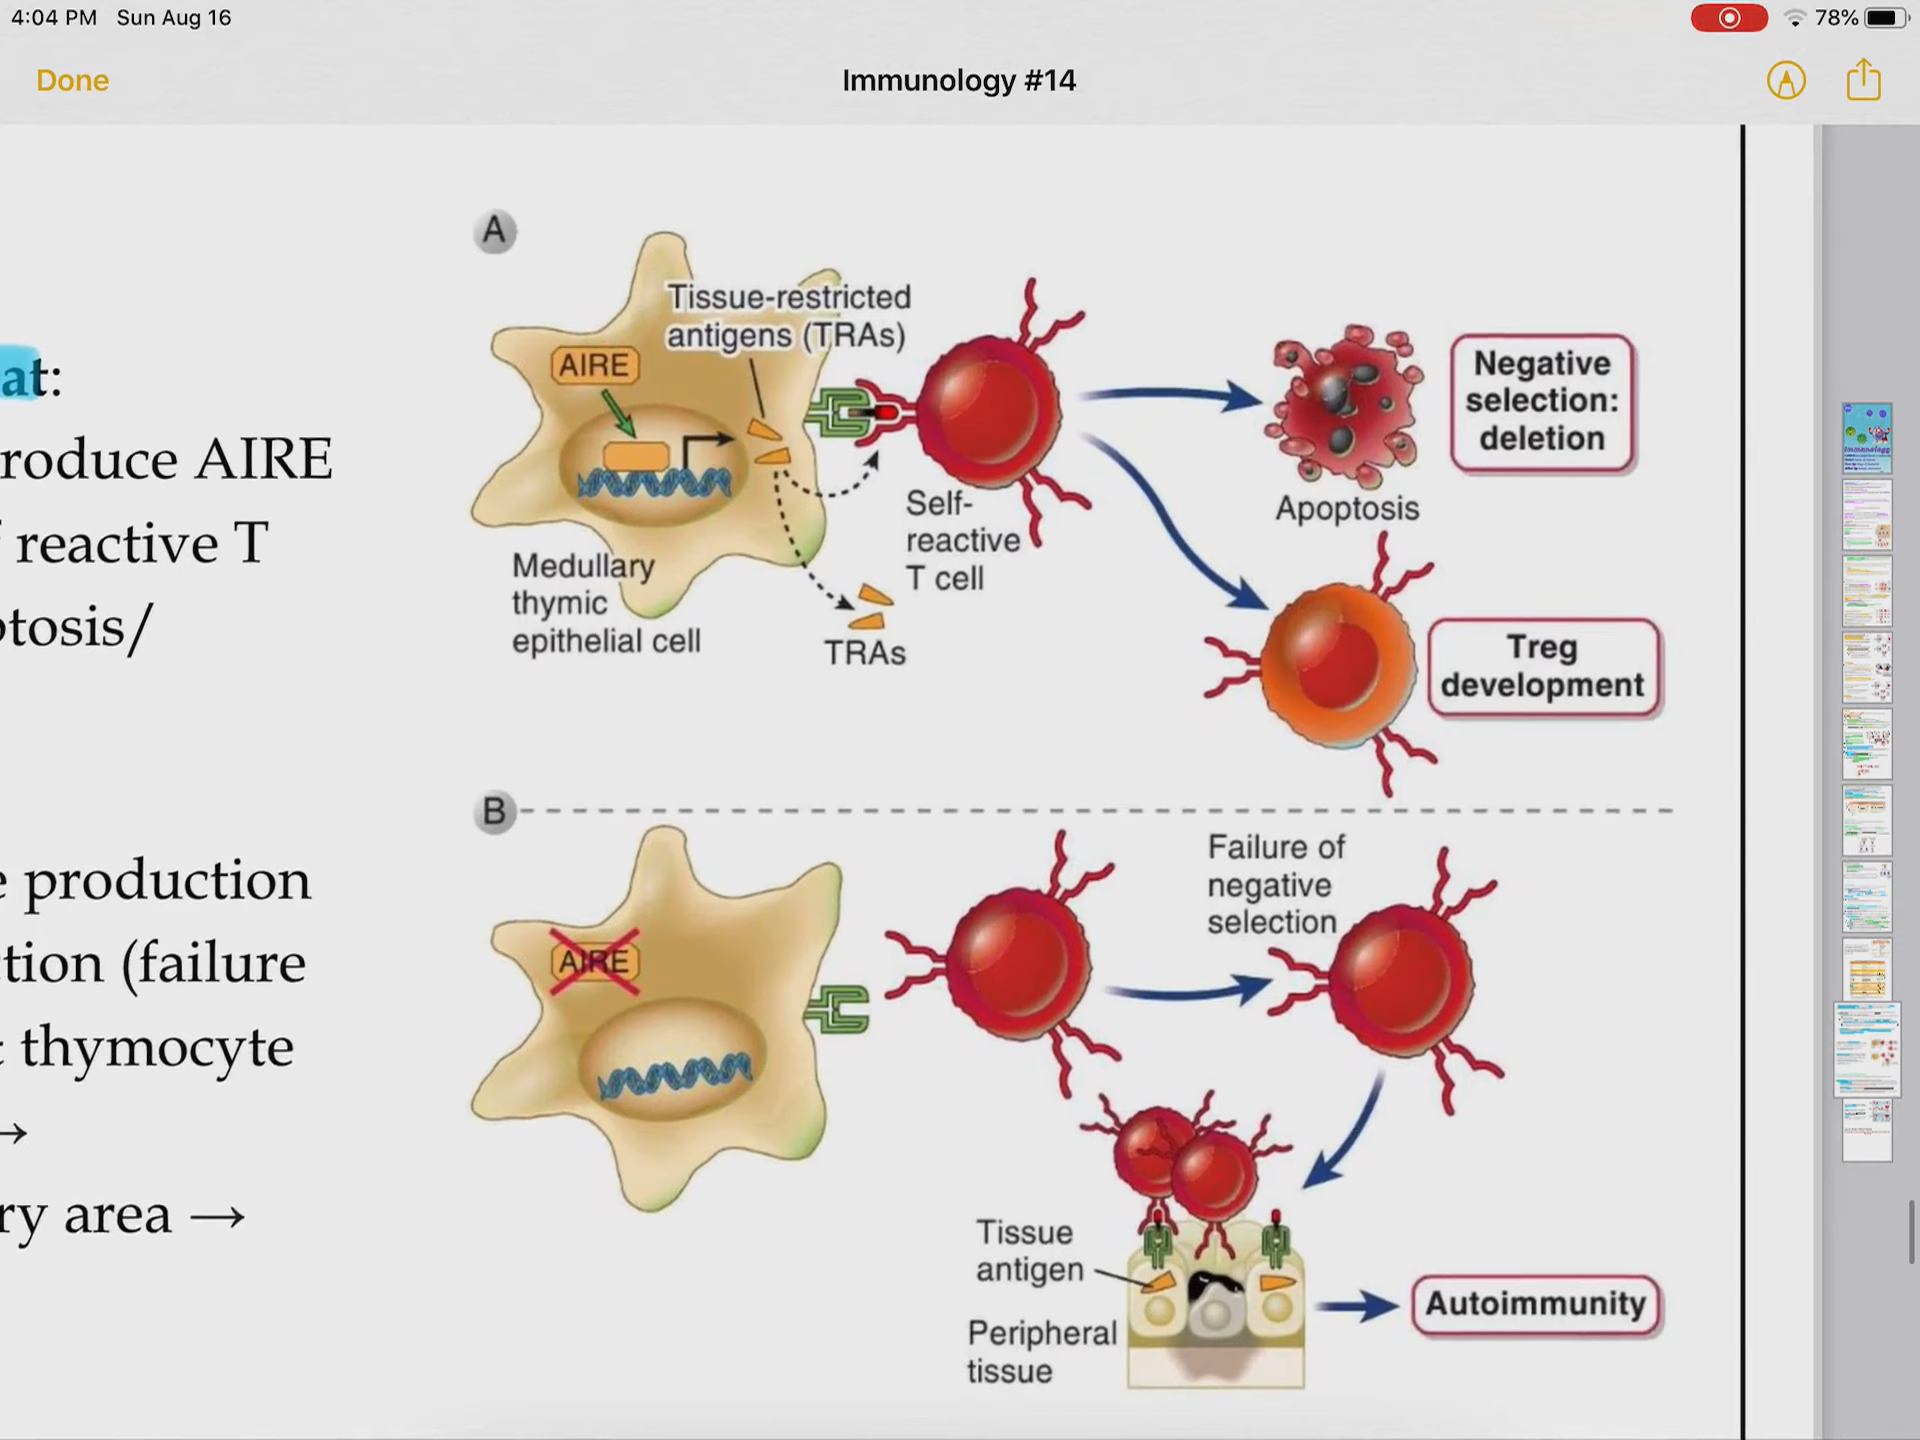 4:04 PM Sun Aug 16
78%
Done
Immunology #14
at:
roduce AIRE
reactive T
ptosis/
e production
tion (failure
thymocyte
→
ry area →
A
Tissue-restricted
antigens (TRAs)
AIRE
Medullary
thymic
epithelial cell
TRAs
Self-
reactive
T cell
Apoptosis
Negative
selection:
deletion
Treg
development
B
AIRE
Failure of
negative
selection
Tissue
antigen
Peripheral
tissue
Autoimmunity